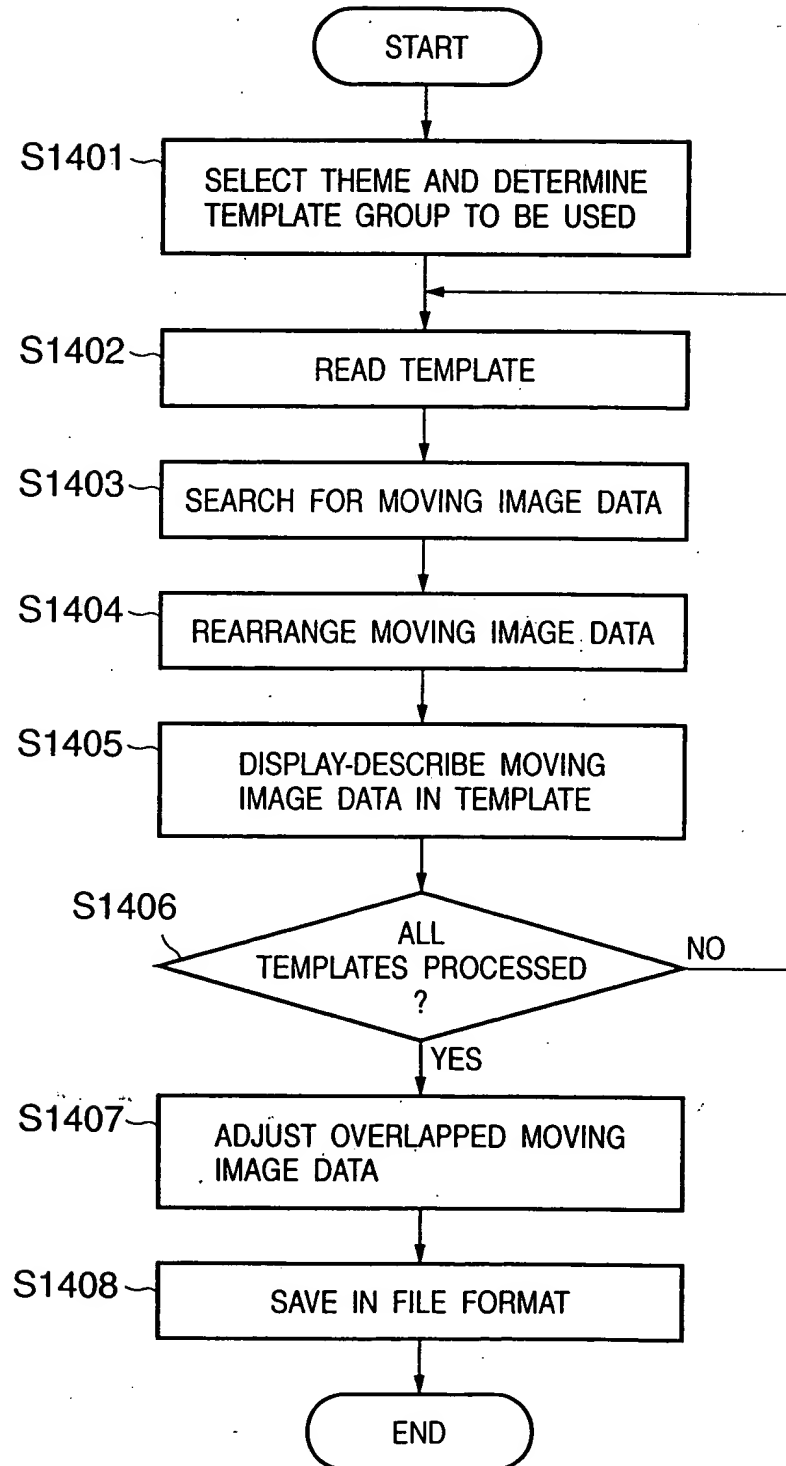 START
S1401
SELECT THEME AND DETERMINE
TEMPLATE GROUP TO BE USED
S1402
READ TEMPLATE
S1403
SEARCH FOR MOVING IMAGE DATA
S1404
REARRANGE MOVING IMAGE DATA
S1405
DISPLAY-DESCRIBE MOVING
IMAGE DATA IN TEMPLATE
S1406
ALL
TEMPLATES PROCESSED
?
NO
YES
S1407
ADJUST OVERLAPPED MOVING
IMAGE DATA
S1408
SAVE IN FILE FORMAT
END